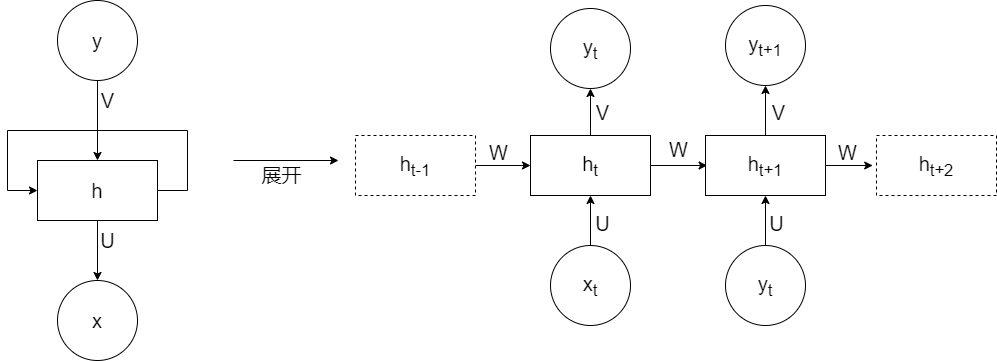 y
V
h
U
x
展开
y_t
y_{t+1}
V
V
h_{t-1}
W
h_t
W
h_{t+1}
W
h_{t+2}
U
U
x_t
y_t